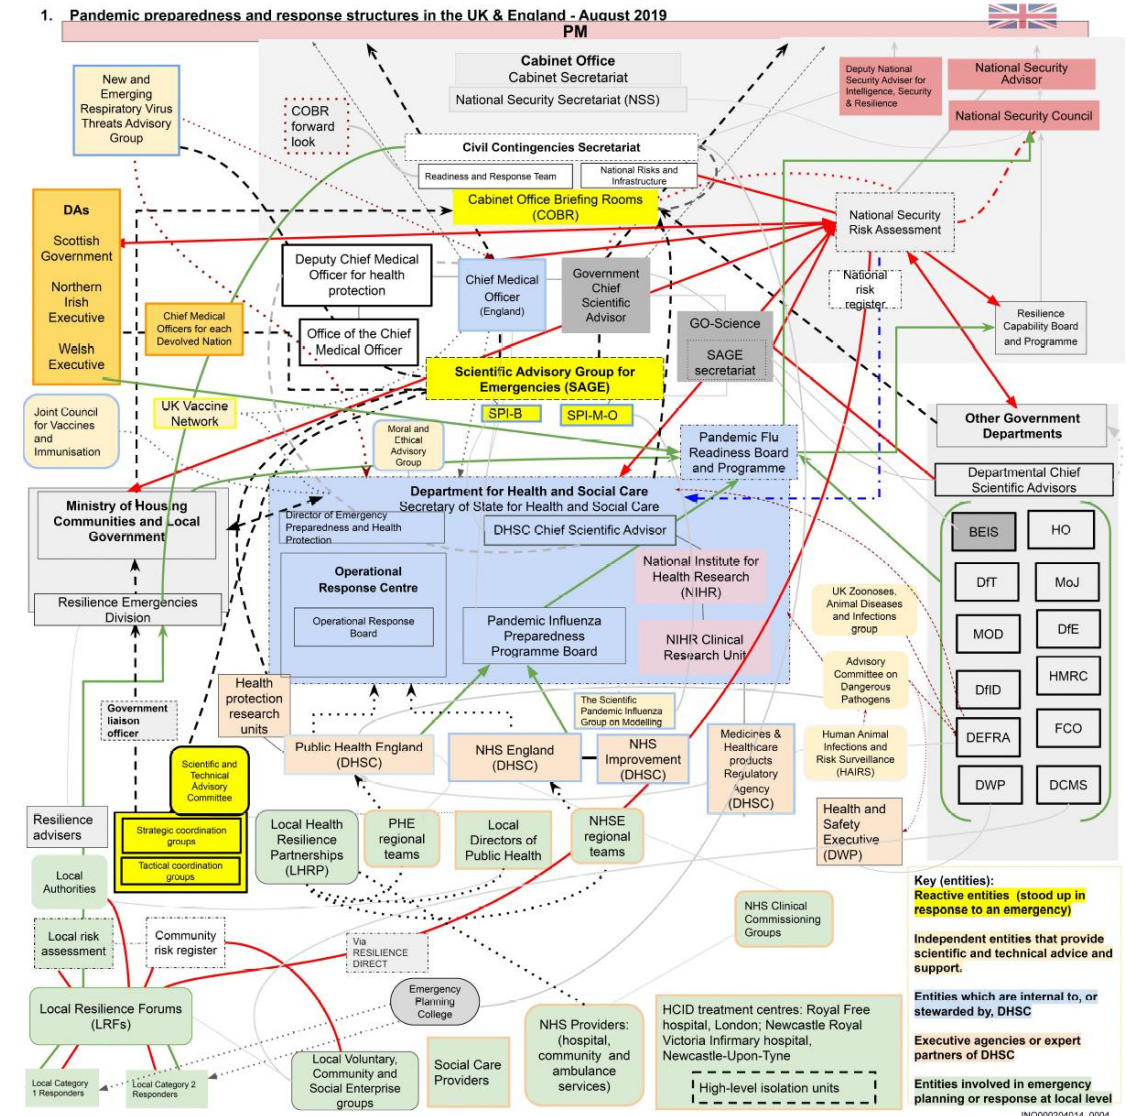 1. Pandemic preparedness and response structures in the UK & England - August 2019
PM
Cabinet Office
Cabinet Secretariat
National Security Secretariat (NSS)
Deputy National
Security Adviser for
Intelligence, Security
& Resilience
National Security
Advisor
National Security Council
New and
Emerging
Respiratory Virus
Threats Advisory
Group
COBR
forward
look
Civil Contingencies Secretariat
Readiness and Response Team
National Risks and
Infrastructure
Cabinet Office Briefing Rooms
(COBR)
DAs
Scottish
Government
Northern
Irish
Executive
Welsh
Executive
National Security
Risk Assessment
Deputy Chief Medical
Officer for health
protection
Chief Medical
Officer
(England)
Government
Chief
Scientific
Advisor
National
risk
register
Chief Medical
Officers for each
Devolved Nation
Office of the Chief
Medical Officer
GO-Science
SAGE
secretariat
Resilience
Capability Board
and Programme
Scientific Advisory Group for
Emergencies (SAGE)
SPI-B
SPI-M-O
Joint Council
for Vaccines
and
Immunisation
UK Vaccine
Network
Moral and
Ethical
Advisory
Group
Pandemic Flu
Readiness Board
and Programme
Other Government
Departments
Departmental Chief
Scientific Advisors
Ministry of Housing
Communities and Local
Government
Department for Health and Social Care
Secretary of State for Health and Social Care
Director of Emergency
Preparedness and Health
Protection
DHSC Chief Scientific Advisor
BEIS
HO
Operational
Response Centre
Operational Response
Board
National Institute for
Health Research
(NIHR)
DfT
MoJ
Resilience Emergencies
Division
Pandemic Influenza
Preparedness
Programme Board
NIHR Clinical
Research Unit
UK Zoonoses,
Animal Diseases
and Infections
group
MOD
DfE
Advisory
Committee on
Dangerous
Pathogens
DfID
HMRC
Health
protection
research
units
Government
liaison
officer
The Scientific
Pandemic Influenza
Group on Modelling
DEFRA
FCO
Public Health England
(DHSC)
NHS England
(DHSC)
NHS
Improvement
(DHSC)
Medicines &
Healthcare
products
Regulatory
Agency
(DHSC)
Human Animal
Infections and
Risk Surveillance
(HAIRS)
DWP
DCMS
Scientific and
Technical
Advisory
Committee
Resilience
advisers
Strategic coordination
groups
Tactical coordination
groups
Local Health
Resilience
Partnerships
(LHRP)
PHE
regional
teams
Local
Directors of
Public Health
NHSE
regional
teams
Health and
Safety
Executive
(DWP)
Local
Authorities
Local risk
assessment
Community
risk register
Via
RESILIENCE
DIRECT
NHS Clinical
Commissioning
Groups
Key (entities):
Reactive entities (stood up in
response to an emergency)
Independent entities that provide
scientific and technical advice and
support.
Entities which are internal to, or
stewarded by, DHSC
Executive agencies or expert
partners of DHSC
Entities involved in emergency
planning or response at local level
Local Resilience Forums
(LRFs)
Emergency
Planning
College
NHS Providers:
(hospital,
community and
ambulance
services)
HCID treatment centres: Royal Free
hospital, London; Newcastle Royal
Victoria Infirmary hospital,
Newcastle-Upon-Tyne
High-level isolation units
Local Category
1 Responders
Local Category 2
Responders
Local Voluntary,
Community and
Social Enterprise
groups
Social Care
Providers
INQ000204014_0004